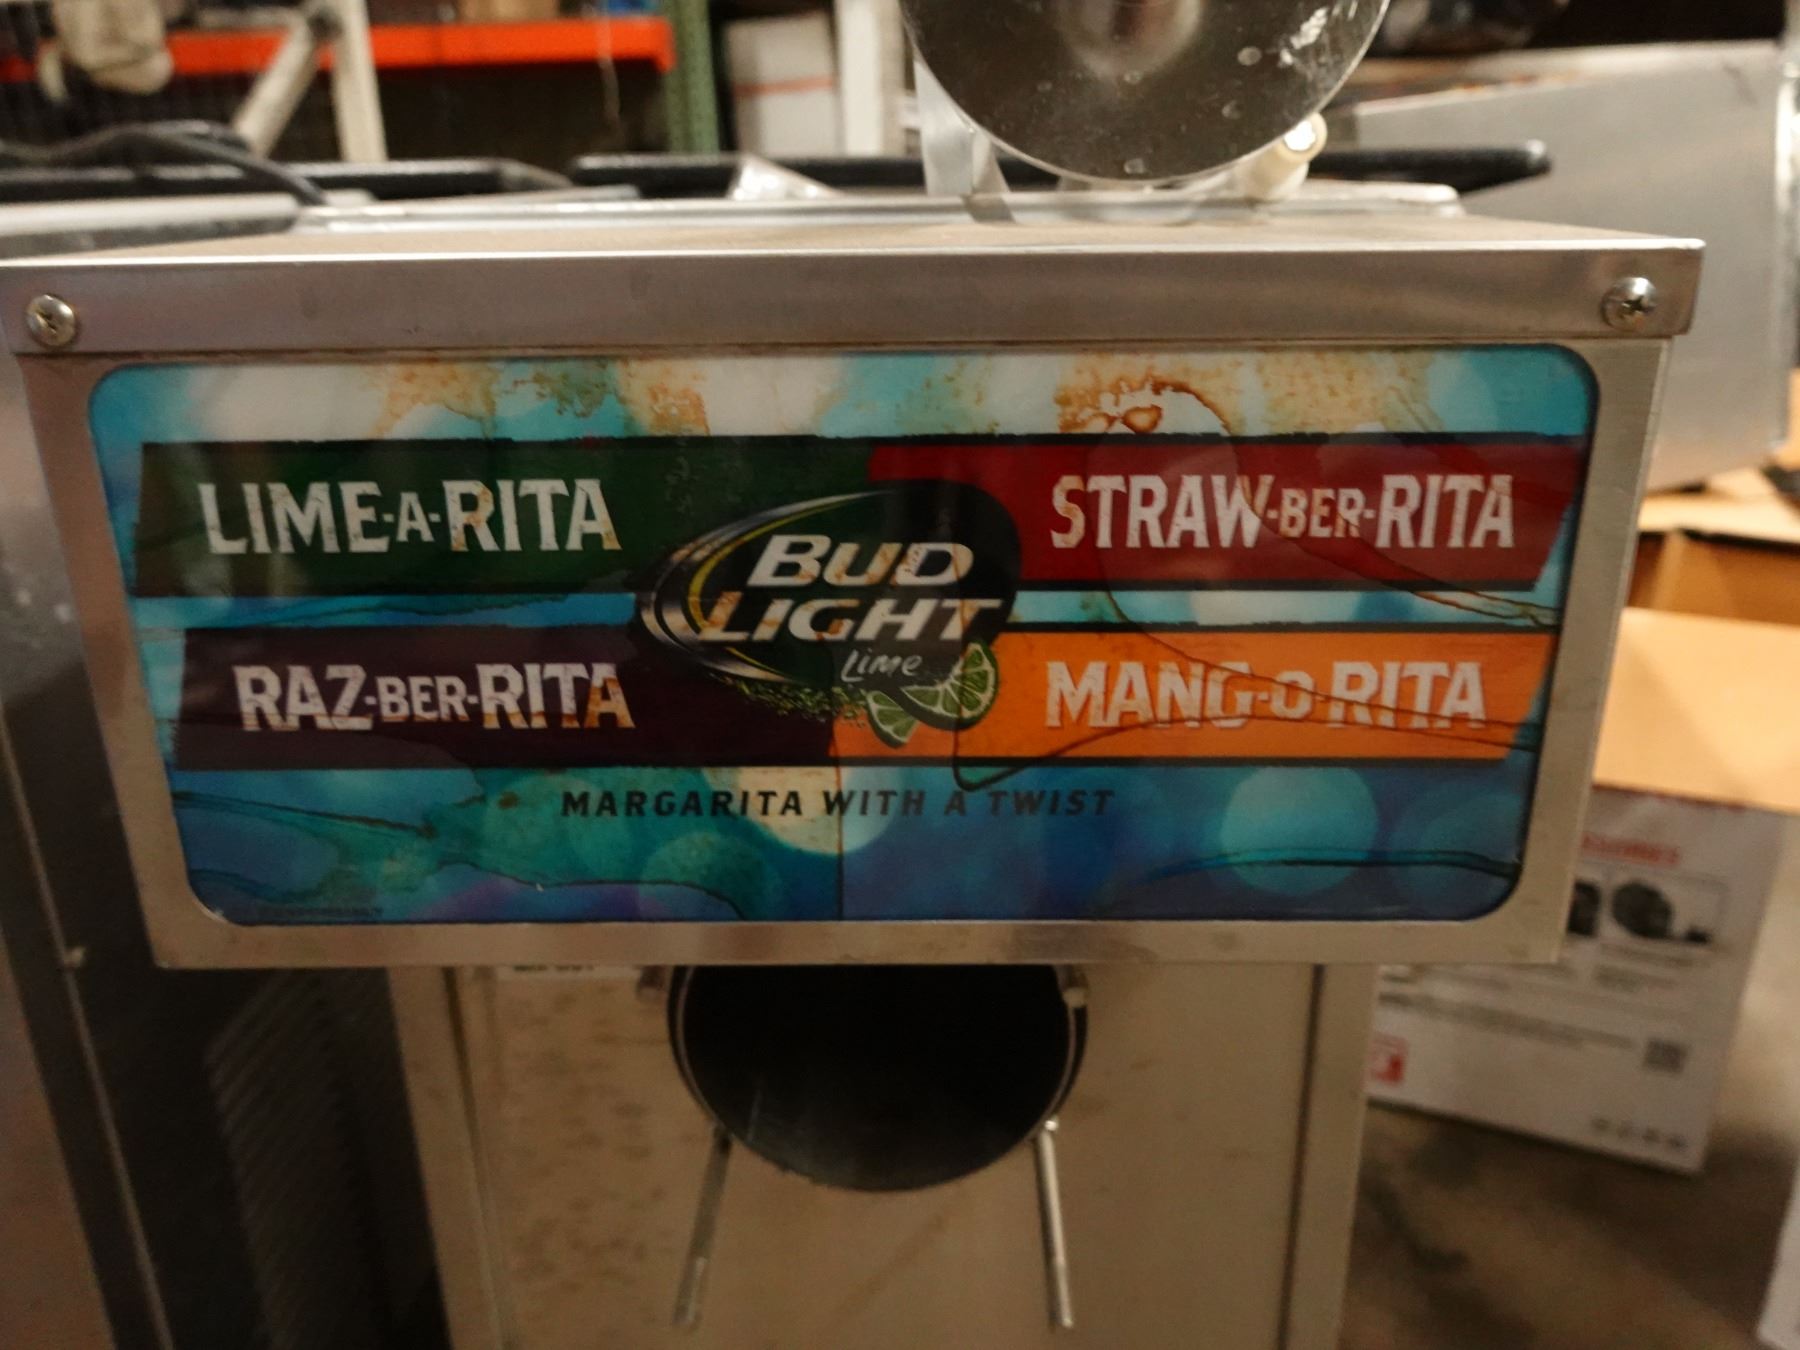 LIME-A-RITA
STRAW-BER-RITA
BUD
LIGHT
Lime
RAZ-BER-RITA
MANG-O-RITA
MARGARITA WITH A TWIST